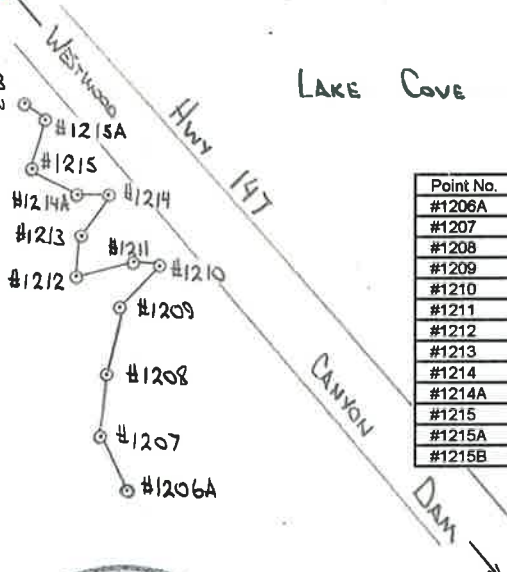 WESTWOOD
LAKE COVE
HWY 147
#1215A
#1215
#1214A
#1214
#1213
#1211
#1212
#1210
#1209
#1208
#1207
#1206A
CANYON
DAM
Point No.
#1206A
#1207
#1208
#1209
#1210
#1211
#1212
#1213
#1214
#1214A
#1215
#1215A
#1215B